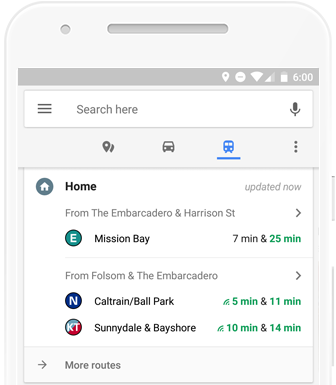 6:00
Search here
Home updated now
From The Embarcadero & Harrison St
E Mission Bay 7 min & 25 min
From Folsom & The Embarcadero
N Caltrain/Ball Park 5 min & 11 min
KT Sunnydale & Bayshore 10 min & 14 min
More routes